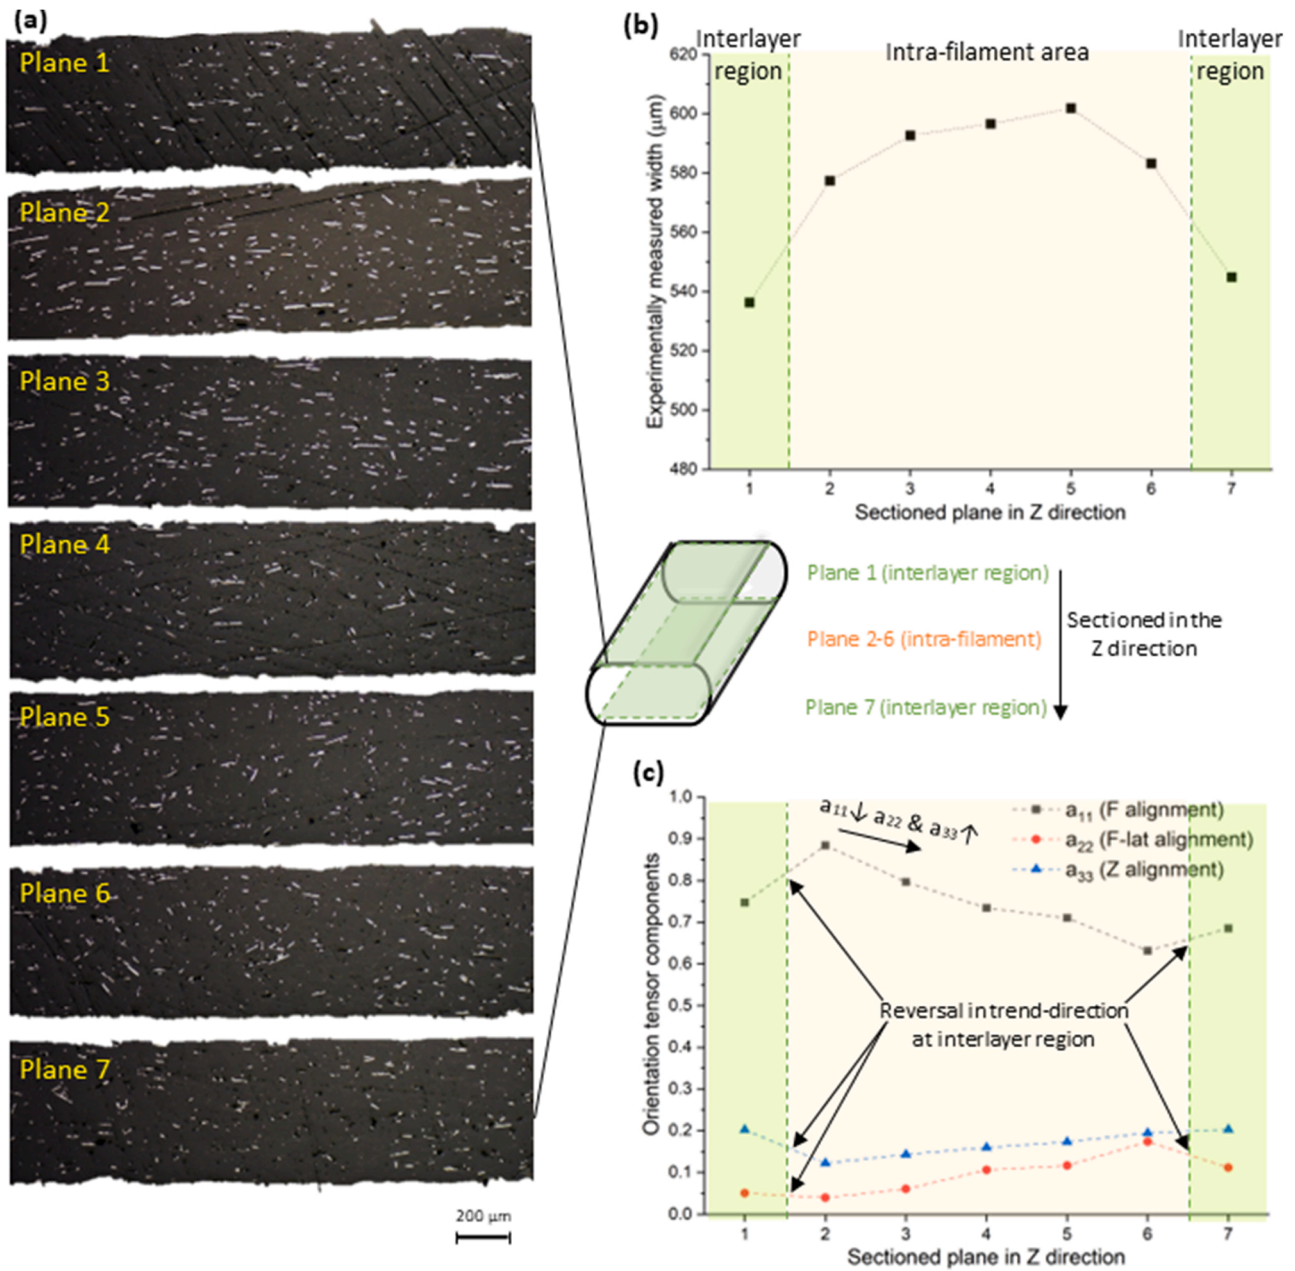 (a)
Plane 1
Plane 2
Plane 3
Plane 4
Plane 5
Plane 6
Plane 7
200 μm
(b)
Interlayer
region
Intra-filament area
Interlayer
region
Experimentally measured width (μm)
620
600
580
560
540
520
500
480
1 2 3 4 5 6 7
Sectioned plane in Z direction
Plane 1 (interlayer region)
Plane 2-6 (intra-filament)
Plane 7 (interlayer region)
Sectioned in the
Z direction
(c)
a₁₁↓ a₂₂ & a₃₃↑
a₁₁ (F alignment)
a₂₂ (F-lat alignment)
a₃₃ (Z alignment)
Reversal in trend-direction
at interlayer region
Orientation tensor components
1.0
0.9
0.8
0.7
0.6
0.5
0.4
0.3
0.2
0.1
0.0
1 2 3 4 5 6 7
Sectioned plane in Z direction